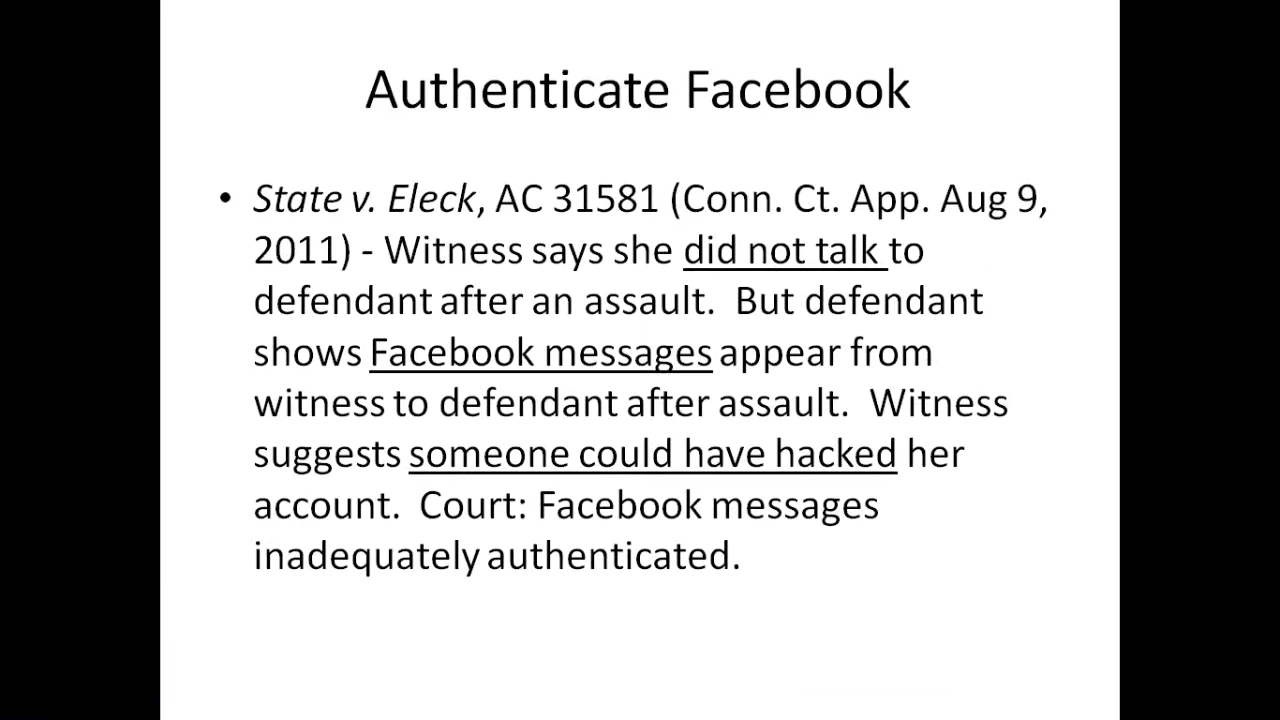 Authenticate Facebook
• State v. Eleck, AC 31581 (Conn. Ct. App. Aug 9,
2011) - Witness says she did not talk to
defendant after an assault.  But defendant
shows Facebook messages appear from
witness to defendant after assault.  Witness
suggests someone could have hacked her
account.  Court: Facebook messages
inadequately authenticated.